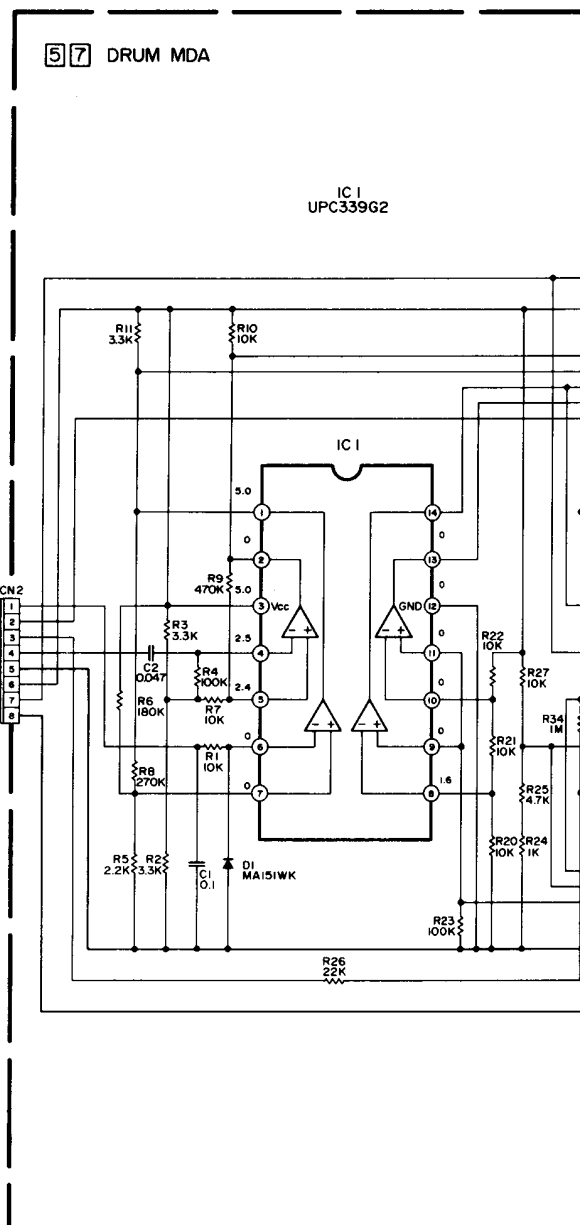 5 7 DRUM MDA
IC1
UPC339G2
R11
3.3K
R10
10K
IC1
5.0
1
14
0
0
2
13
R9
470K
5.0
0
CN2
1
2
3
4
5
6
7
8
3
Vcc
GND
12
R3
3.3K
2.5
0
R22
10K
4
- +
- +
11
C2
0.047
R4
100K
2.4
0
R27
10K
R6
180K
R7
10K
5
10
R34
1M
0
0
R21
10K
6
- +
- +
9
R1
10K
R8
270K
0
1.6
R25
4.7K
7
8
R5
2.2K
R2
3.3K
C1
0.1
D1
MA151WK
R20
10K
R24
1K
R23
100K
R26
22K